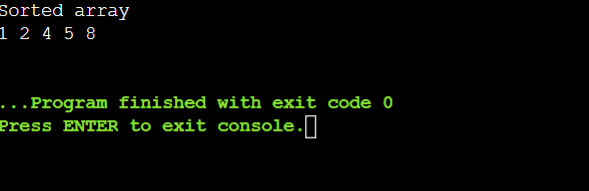 Sorted array
1 2 4 5 8
...Program finished with exit code 0
Press ENTER to exit console.